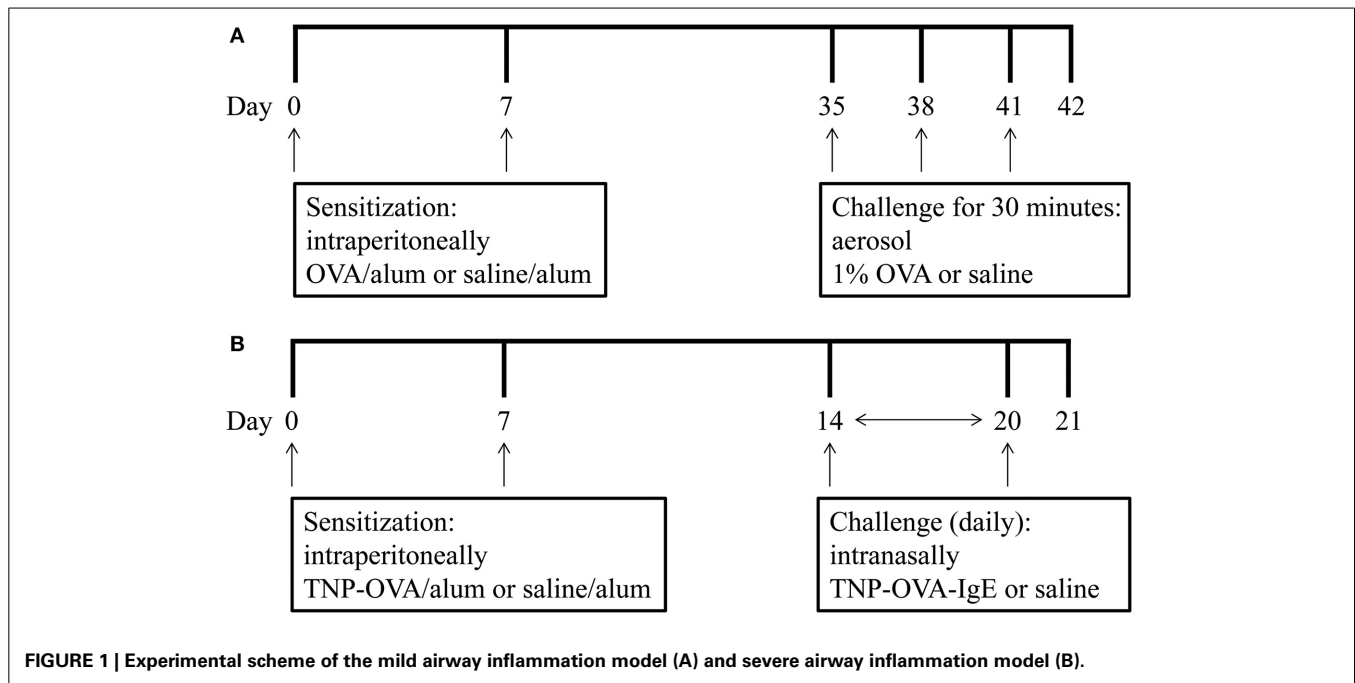 A
Day 0 7 35 38 41 42
Sensitization:
intraperitoneally
OVA/alum or saline/alum
Challenge for 30 minutes:
aerosol
1% OVA or saline
B
Day 0 7 14 20 21
Sensitization:
intraperitoneally
TNP-OVA/alum or saline/alum
Challenge (daily):
intranasally
TNP-OVA-IgE or saline
FIGURE 1 | Experimental scheme of the mild airway inflammation model (A) and severe airway inflammation model (B).